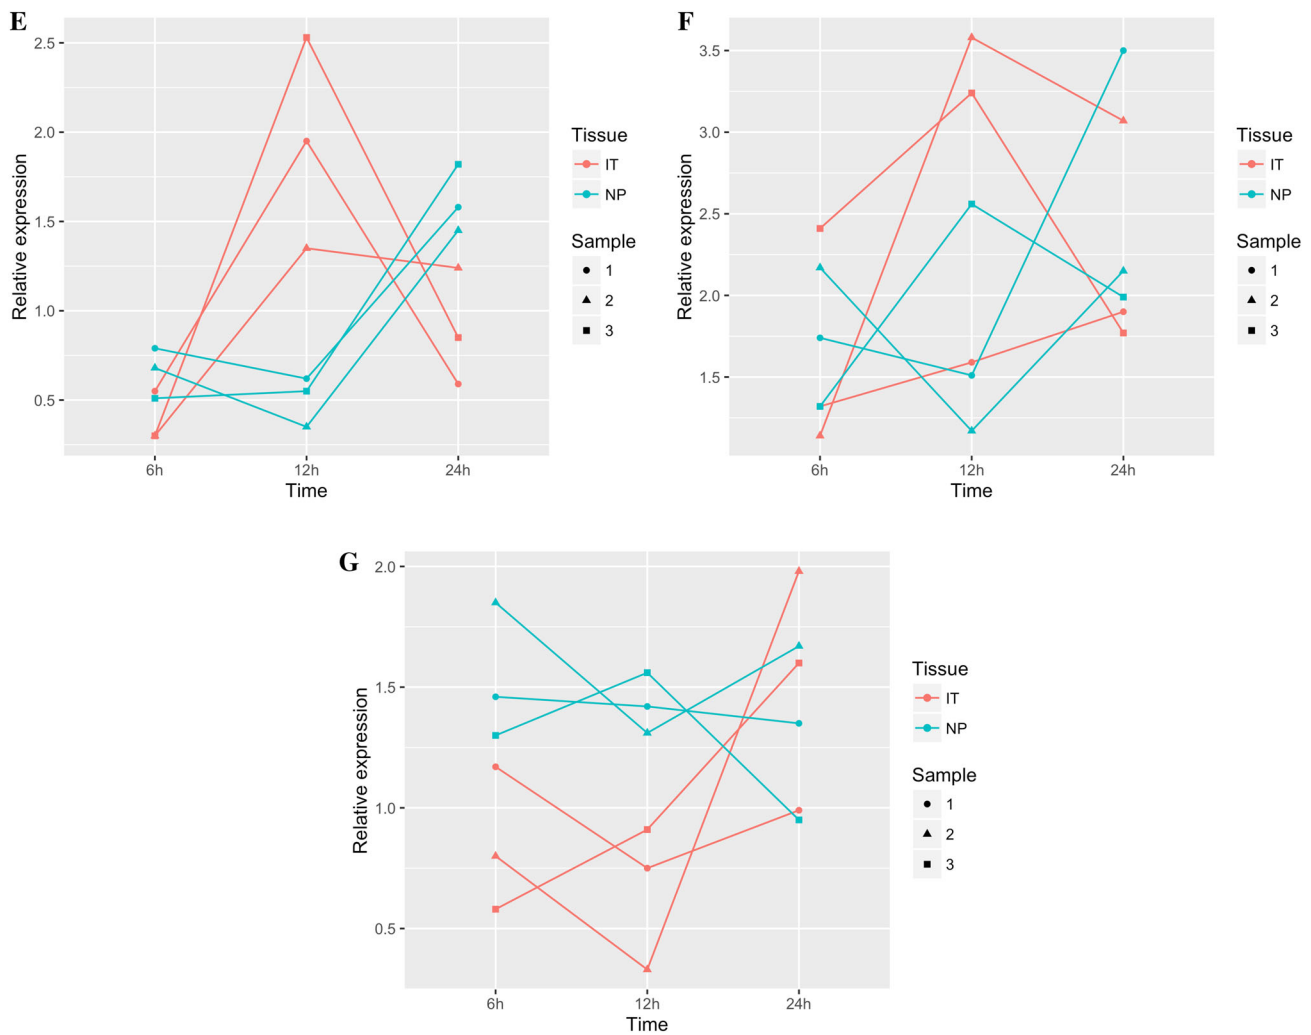 E
Relative expression
2.5
2.0
1.5
1.0
0.5
6h 12h 24h
Time
Tissue
IT
NP
Sample
1
2
3
F
Relative expression
3.5
3.0
2.5
2.0
1.5
6h 12h 24h
Time
Tissue
IT
NP
Sample
1
2
3
G
Relative expression
2.0
1.5
1.0
0.5
6h 12h 24h
Time
Tissue
IT
NP
Sample
1
2
3